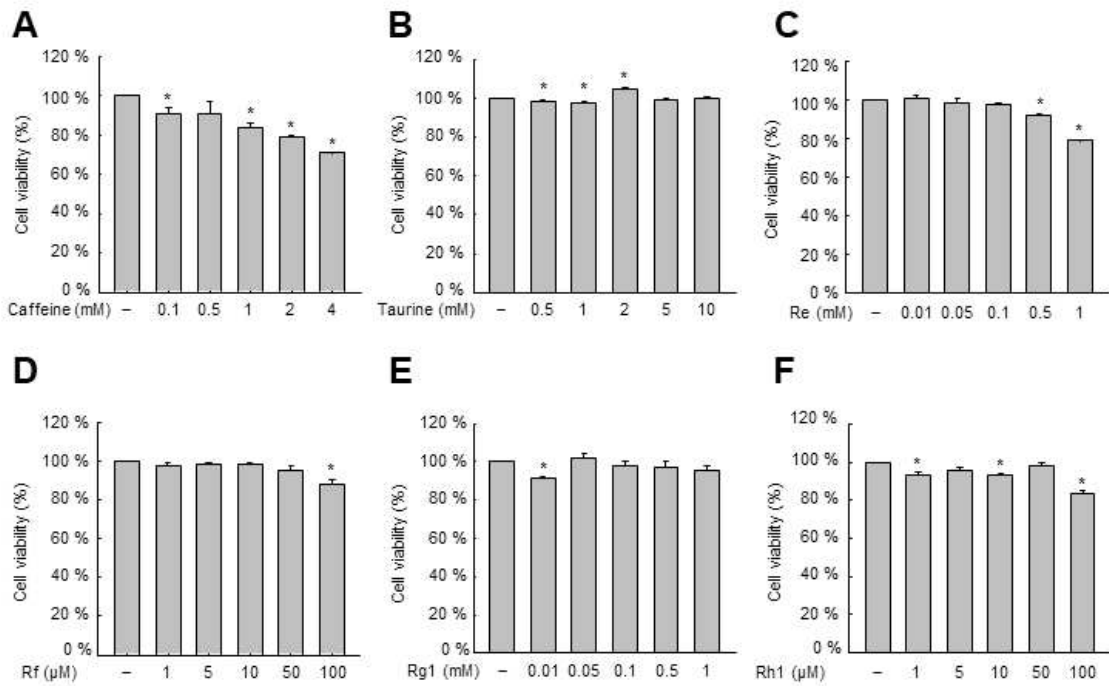 A
Cell viability (%)
120 %
100 %
80 %
60 %
40 %
20 %
0 %
* * * *
Caffeine (mM) – 0.1 0.5 1 2 4
B
Cell viability (%)
120 %
100 %
80 %
60 %
40 %
20 %
0 %
* * *
Taurine (mM) – 0.5 1 2 5 10
C
Cell viability (%)
120 %
100 %
80 %
60 %
40 %
20 %
0 %
* *
Re (mM) – 0.01 0.05 0.1 0.5 1
D
Cell viability (%)
120 %
100 %
80 %
60 %
40 %
20 %
0 %
*
Rf (µM) – 1 5 10 50 100
E
Cell viability (%)
120 %
100 %
80 %
60 %
40 %
20 %
0 %
*
Rg1 (mM) – 0.01 0.05 0.1 0.5 1
F
Cell viability (%)
120 %
100 %
80 %
60 %
40 %
20 %
0 %
* * *
Rh1 (µM) – 1 5 10 50 100